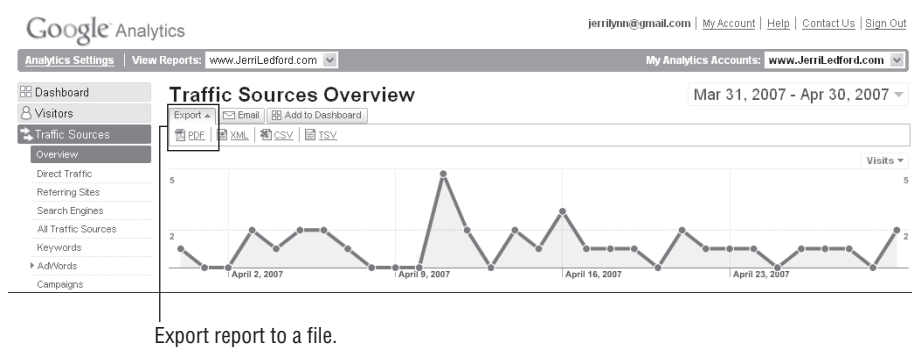 Google Analytics
jerrilynn@gmail.com | My Account | Help | Contact Us | Sign Out
Analytics Settings | View Reports: www.JerriLedford.com
My Analytics Accounts: www.JerriLedford.com
Dashboard
Visitors
Traffic Sources
Overview
Direct Traffic
Referring Sites
Search Engines
All Traffic Sources
Keywords
AdWords
Campaigns
Traffic Sources Overview
Mar 31, 2007 - Apr 30, 2007
Export
Email
Add to Dashboard
PDF | XML | CSV | TSV
Visits
5
5
2
2
April 2, 2007
April 9, 2007
April 16, 2007
April 23, 2007
Export report to a file.